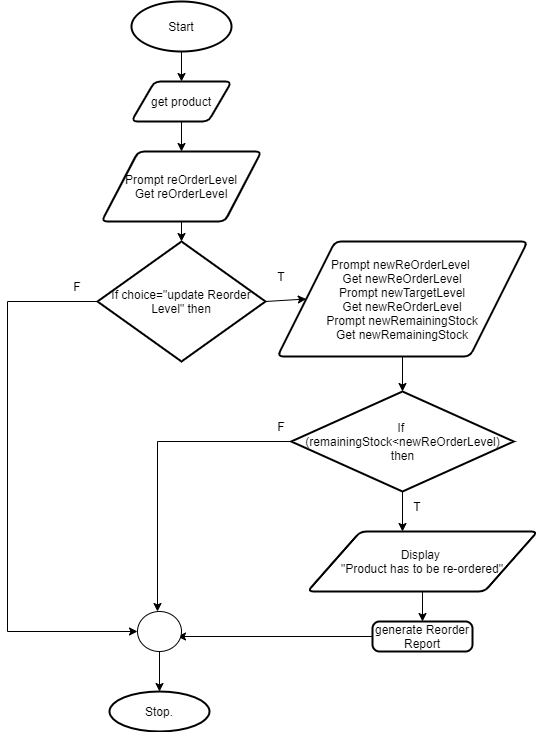 Start
get product
Prompt reOrderLevel
Get reOrderLevel
F
If choice="update Reorder
Level" then
T
Prompt newReOrderLevel
Get newReOrderLevel
Prompt newTargetLevel
Get newReOrderLevel
Prompt newRemainingStock
Get newRemainingStock
F
If
(remainingStock<newReOrderLevel)
then
T
Display
"Product has to be re-ordered"
generate Reorder
Report
Stop.